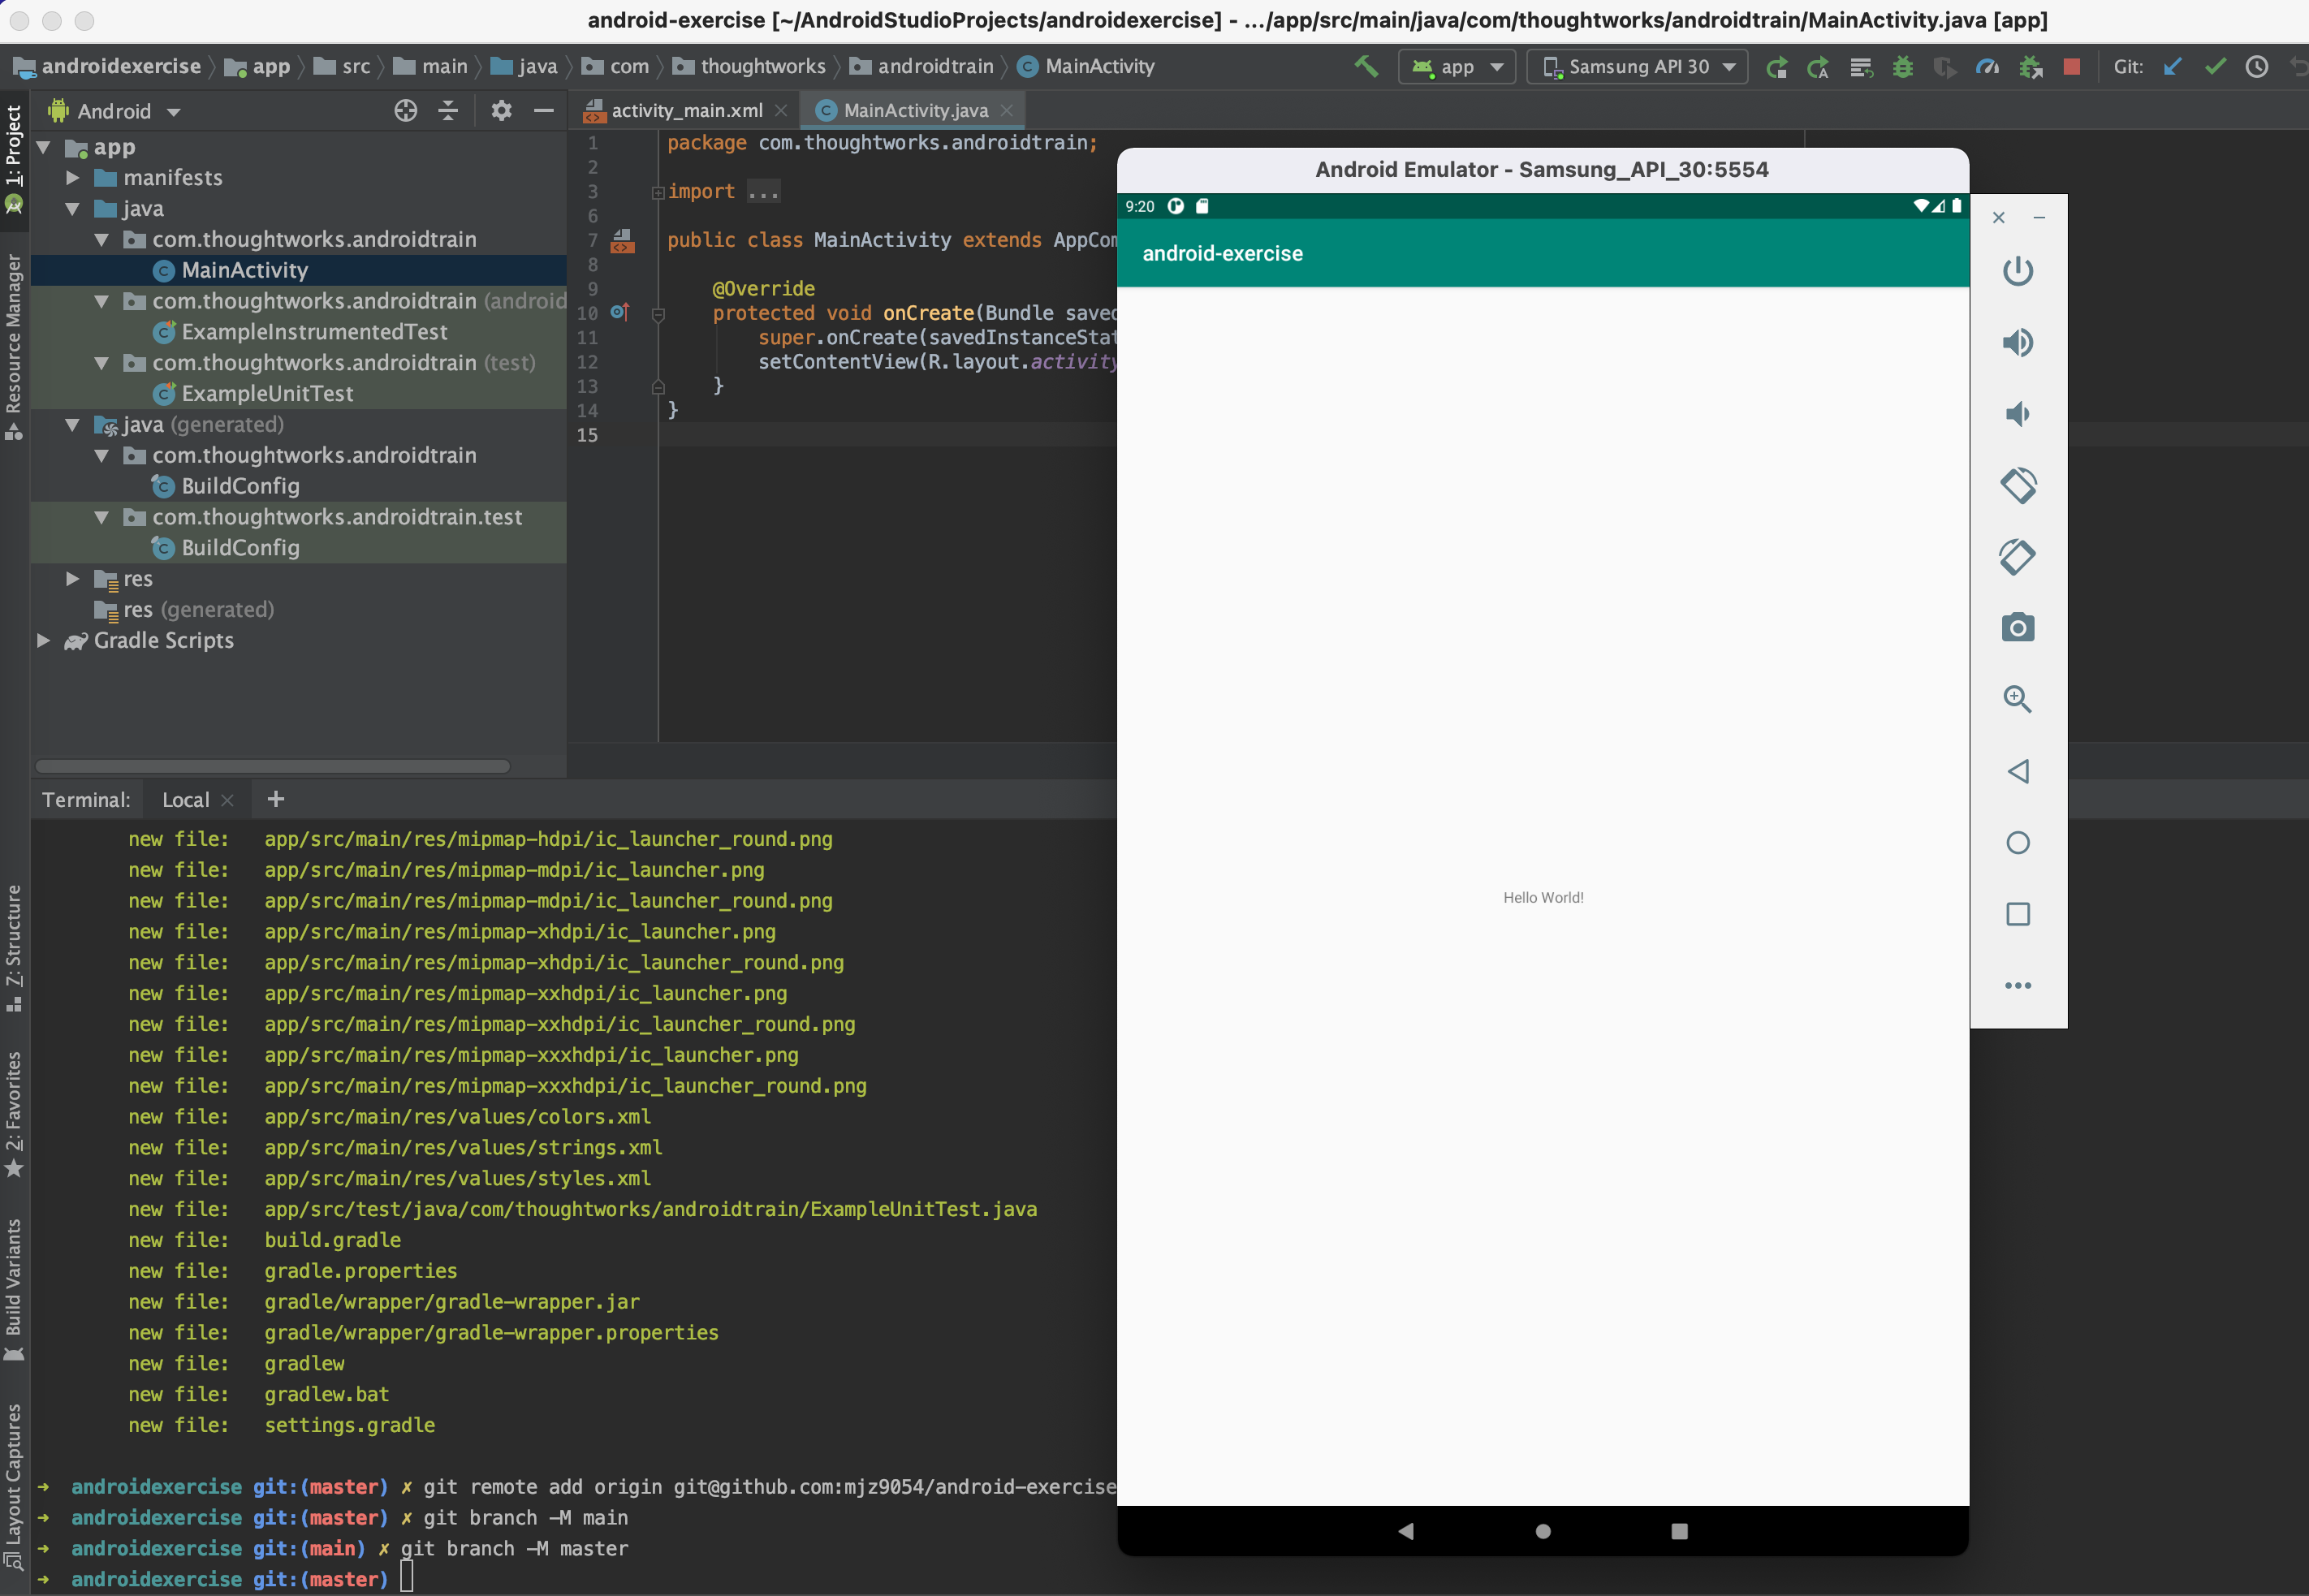 android-exercise [~/AndroidStudioProjects/androidexercise] - .../app/src/main/java/com/thoughtworks/androidtrain/MainActivity.java [app]
androidexercise app src main java com thoughtworks androidtrain MainActivity app Samsung API 30 Git:
Android
activity_main.xml MainActivity.java
1: Project
Resource Manager
7: Structure
2: Favorites
Build Variants
Layout Captures
app
manifests
java
com.thoughtworks.androidtrain
MainActivity
com.thoughtworks.androidtrain (android
ExampleInstrumentedTest
com.thoughtworks.androidtrain (test)
ExampleUnitTest
java (generated)
com.thoughtworks.androidtrain
BuildConfig
com.thoughtworks.androidtrain.test
BuildConfig
res
res (generated)
Gradle Scripts
1 package com.thoughtworks.androidtrain;
2
3 import ...
6
7 public class MainActivity extends AppCom
8
9 @Override
10 protected void onCreate(Bundle saved
11 super.onCreate(savedInstanceStat
12 setContentView(R.layout.activity
13 }
14 }
15
Android Emulator - Samsung_API_30:5554
9:20
android-exercise
Hello World!
Terminal: Local +
new file: app/src/main/res/mipmap-hdpi/ic_launcher_round.png
new file: app/src/main/res/mipmap-mdpi/ic_launcher.png
new file: app/src/main/res/mipmap-mdpi/ic_launcher_round.png
new file: app/src/main/res/mipmap-xhdpi/ic_launcher.png
new file: app/src/main/res/mipmap-xhdpi/ic_launcher_round.png
new file: app/src/main/res/mipmap-xxhdpi/ic_launcher.png
new file: app/src/main/res/mipmap-xxhdpi/ic_launcher_round.png
new file: app/src/main/res/mipmap-xxxhdpi/ic_launcher.png
new file: app/src/main/res/mipmap-xxxhdpi/ic_launcher_round.png
new file: app/src/main/res/values/colors.xml
new file: app/src/main/res/values/strings.xml
new file: app/src/main/res/values/styles.xml
new file: app/src/test/java/com/thoughtworks/androidtrain/ExampleUnitTest.java
new file: build.gradle
new file: gradle.properties
new file: gradle/wrapper/gradle-wrapper.jar
new file: gradle/wrapper/gradle-wrapper.properties
new file: gradlew
new file: gradlew.bat
new file: settings.gradle
→ androidexercise git:(master) ✗ git remote add origin git@github.com:mjz9054/android-exercise
→ androidexercise git:(master) ✗ git branch -M main
→ androidexercise git:(main) ✗ git branch -M master
→ androidexercise git:(master)